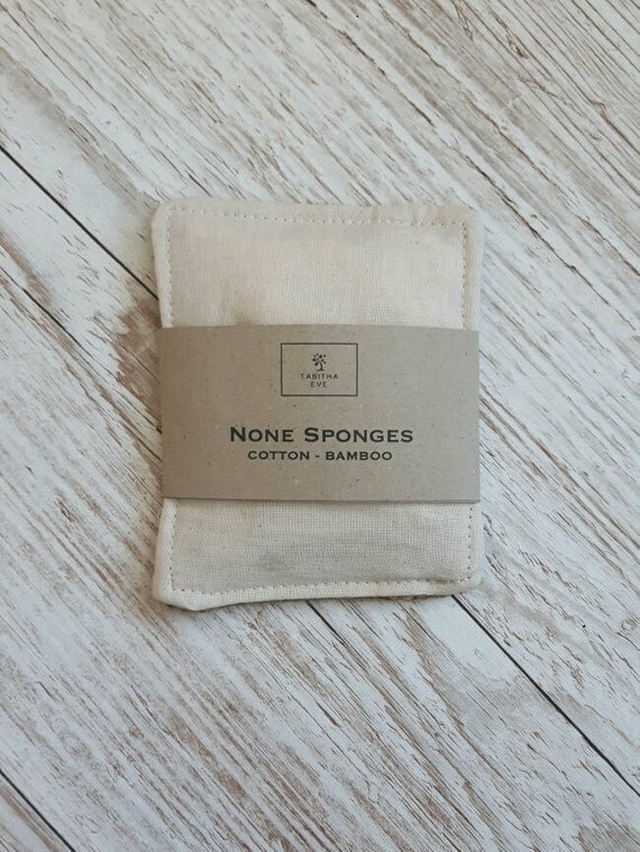 TABITHA
EVE
NONE SPONGES
COTTON - BAMBOO